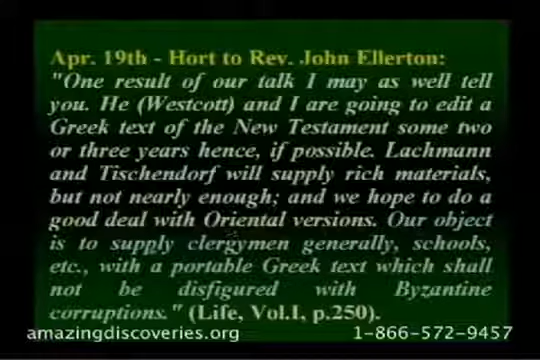 Apr. 19th - Hort to Rev. John Ellerton:
"One result of our talk I may as well tell
you. He (Westcott) and I are going to edit a
Greek text of the New Testament some two
or three years hence, if possible. Lachmann
and Tischendorf will supply rich materials,
but not nearly enough; and we hope to do a
good deal with Oriental versions. Our object
is to supply clergymen generally, schools,
etc., with a portable Greek text which shall
not be disfigured with Byzantine
corruptions." (Life, Vol.I, p.250).
amazingdiscoveries.org 1-866-572-9457